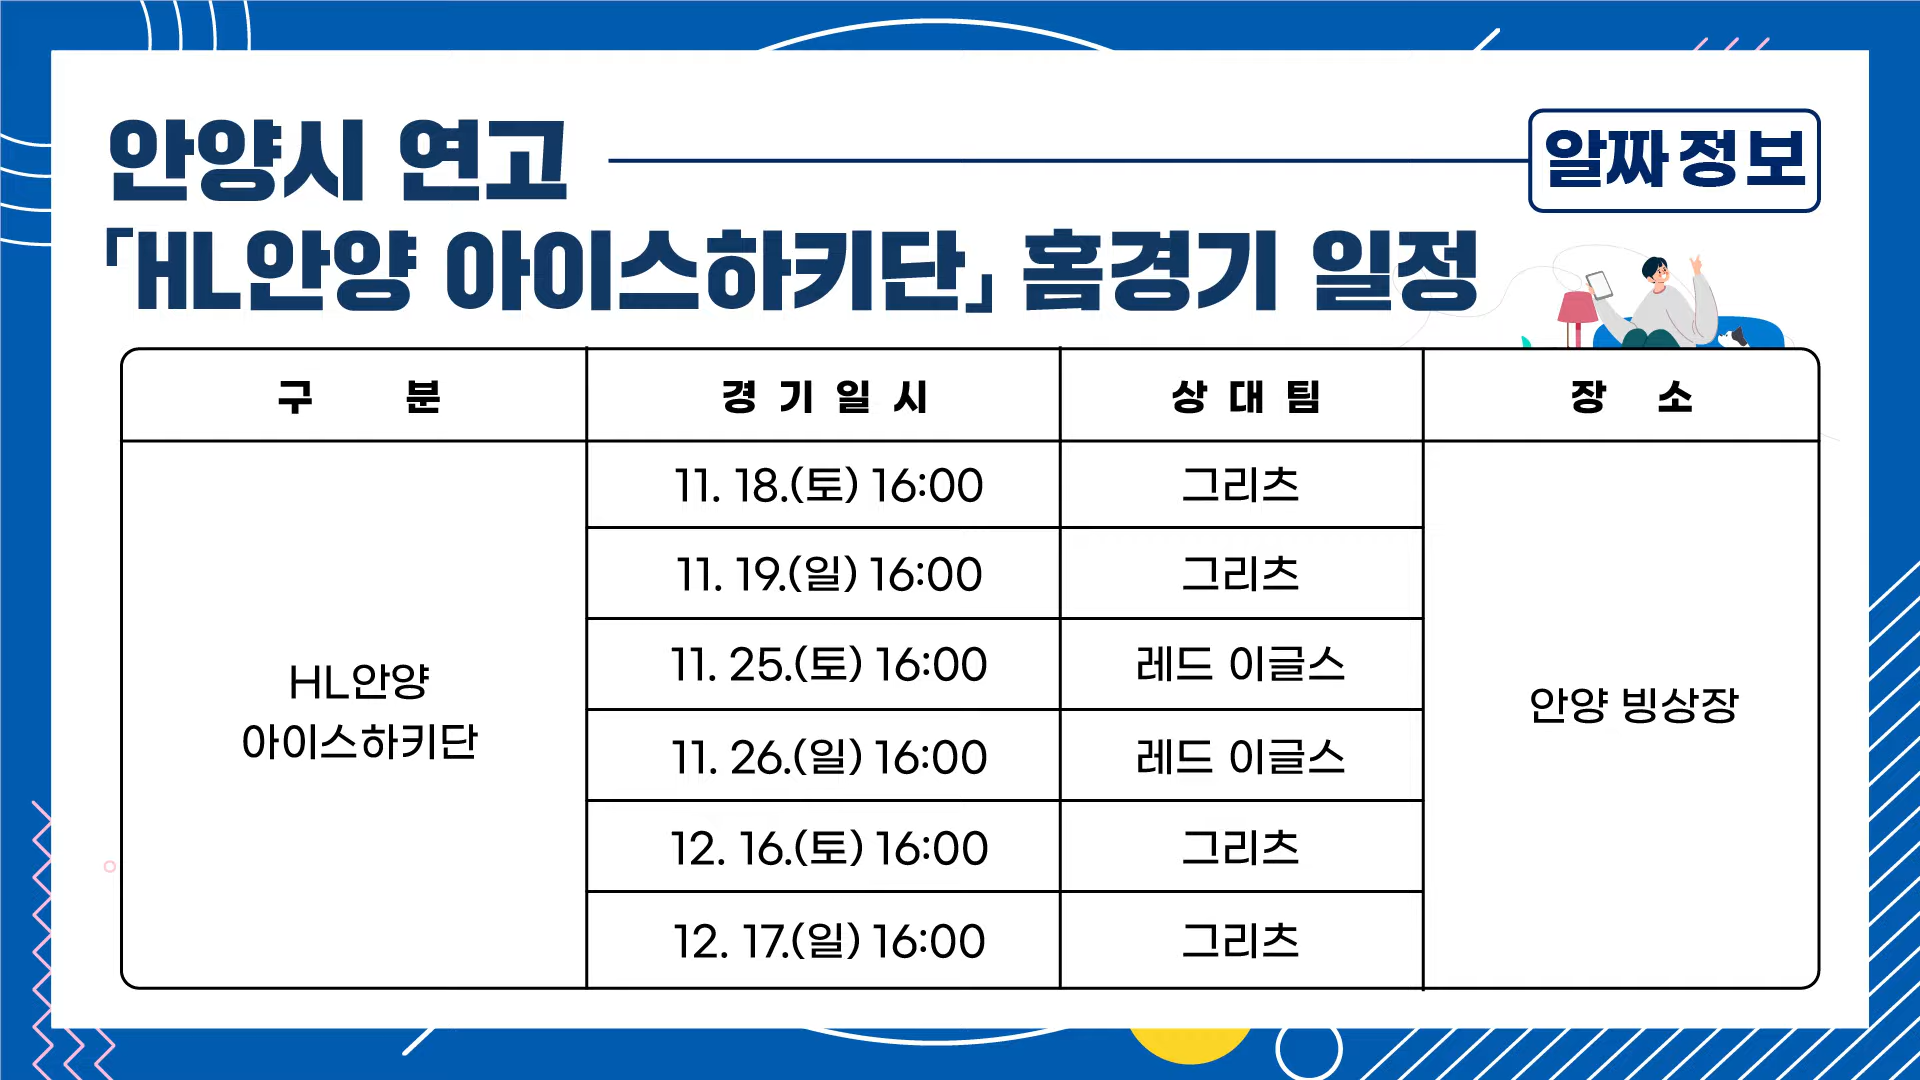 안양시 연고
알짜정보
「HL안양 아이스하키단」 홈경기 일정
구 분 경기일시 상대팀 장 소
11. 18.(토) 16:00 그리츠
11. 19.(일) 16:00 그리츠
11. 25.(토) 16:00 레드 이글스
HL안양
아이스하키단
안양 빙상장
11. 26.(일) 16:00 레드 이글스
12. 16.(토) 16:00 그리츠
12. 17.(일) 16:00 그리츠